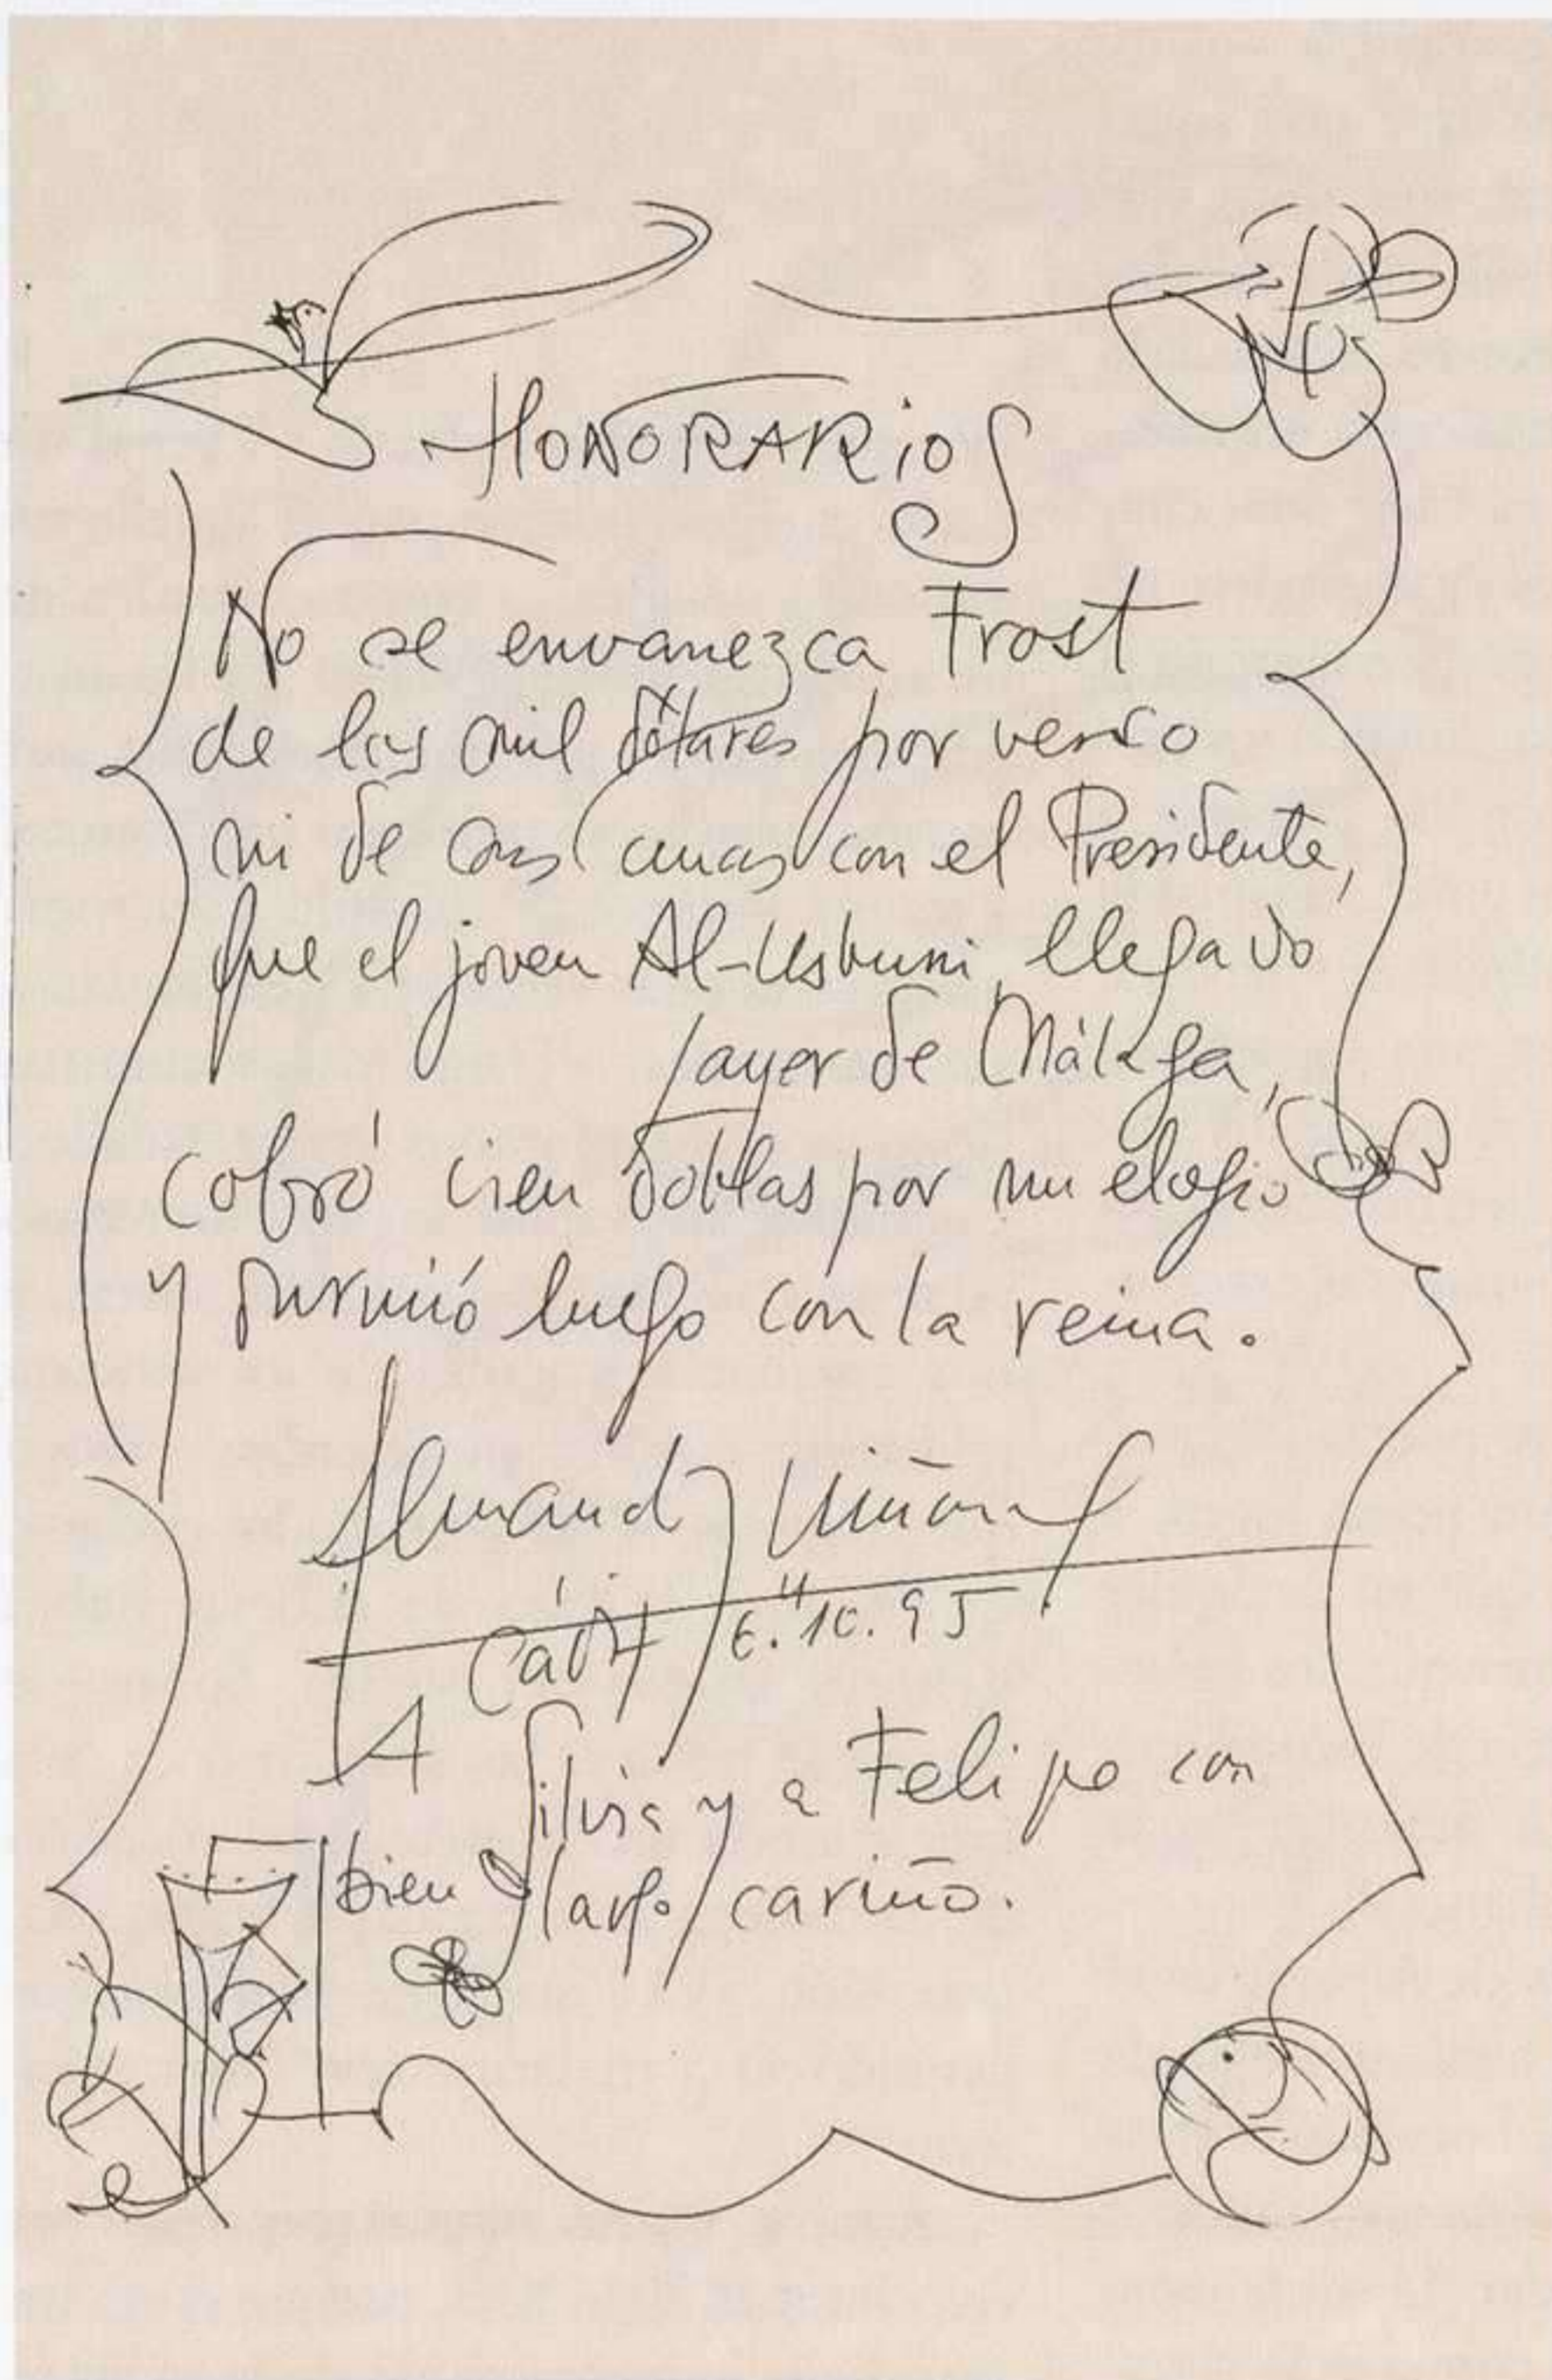 HONORARIOS
No se envanezca Frost
de los mil dólares por verso
ni de sus cenas con el Presidente,
que el joven Al-Usbuni, llegado
ayer de Málaga,
cobró cien doblas por un elogio
y durmió luego con la reina.
Cádiz 6.10.95
A Silvia y a Felipe con
bien largo cariño.